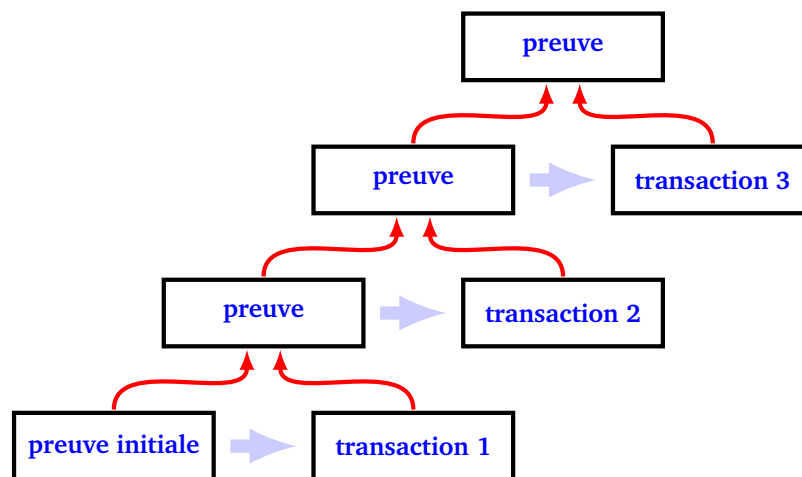 preuve
preuve
transaction 3
preuve
transaction 2
preuve initiale
transaction 1